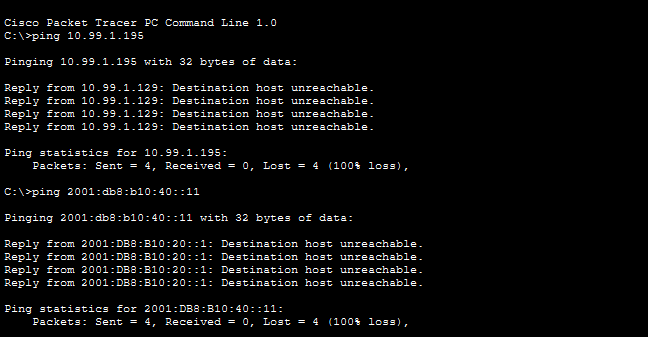 Cisco Packet Tracer PC Command Line 1.0
C:\>ping 10.99.1.195
Pinging 10.99.1.195 with 32 bytes of data:
Reply from 10.99.1.129: Destination host unreachable.
Reply from 10.99.1.129: Destination host unreachable.
Reply from 10.99.1.129: Destination host unreachable.
Reply from 10.99.1.129: Destination host unreachable.
Ping statistics for 10.99.1.195:
    Packets: Sent = 4, Received = 0, Lost = 4 (100% loss),
C:\>ping 2001:db8:b10:40::11
Pinging 2001:db8:b10:40::11 with 32 bytes of data:
Reply from 2001:DB8:B10:20::1: Destination host unreachable.
Reply from 2001:DB8:B10:20::1: Destination host unreachable.
Reply from 2001:DB8:B10:20::1: Destination host unreachable.
Reply from 2001:DB8:B10:20::1: Destination host unreachable.
Ping statistics for 2001:DB8:B10:40::11:
    Packets: Sent = 4, Received = 0, Lost = 4 (100% loss),